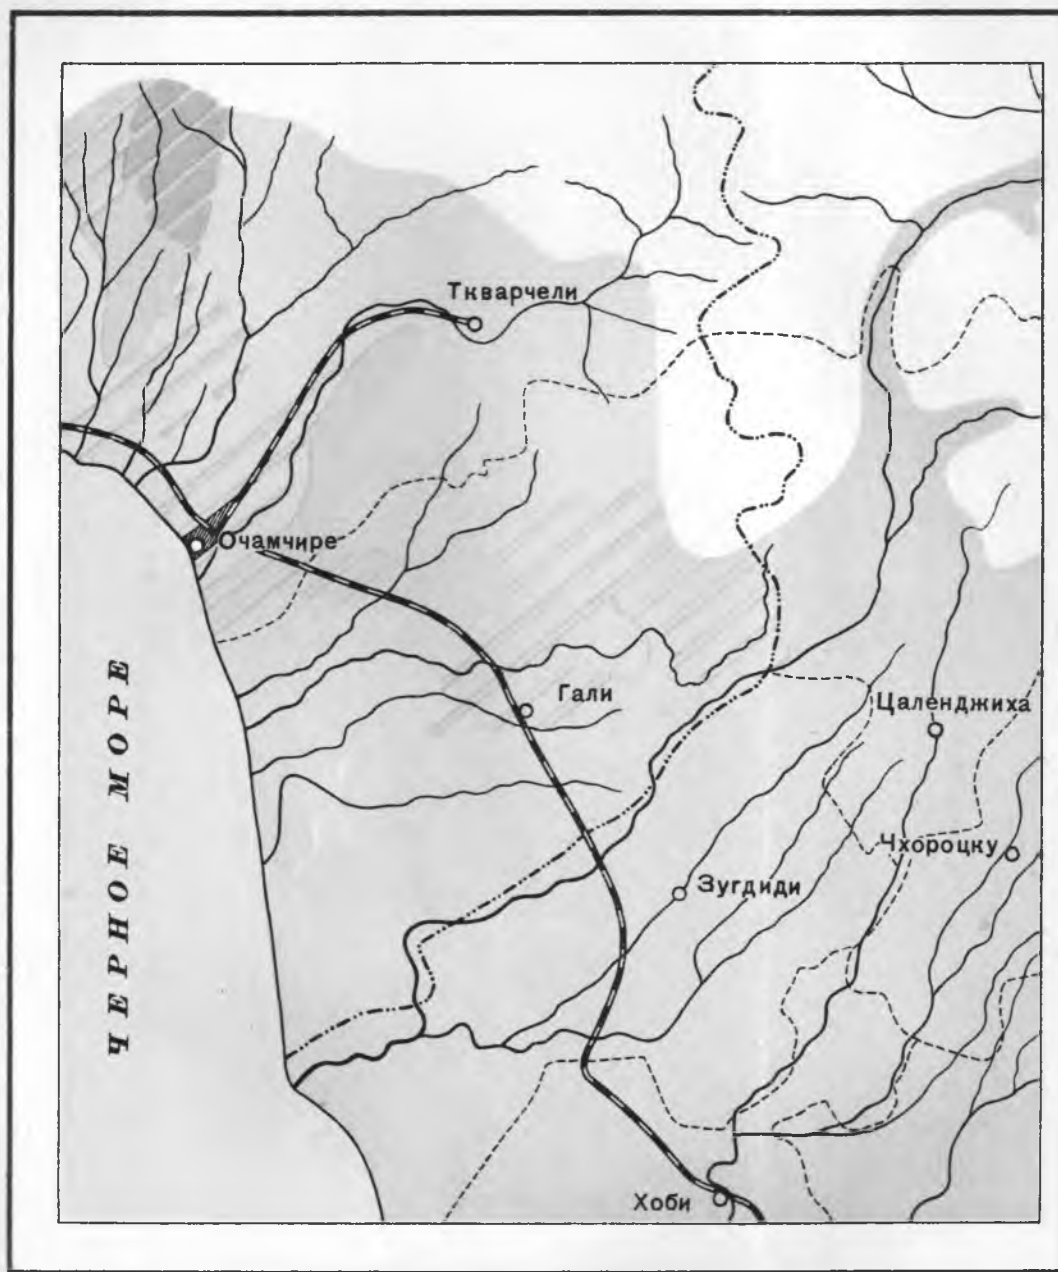 Ткварчели
Очамчире
Гали
Цаленджиха
Чхороцку
Зугдиди
Хоби
ЧЕРНОЕ МОРЕ